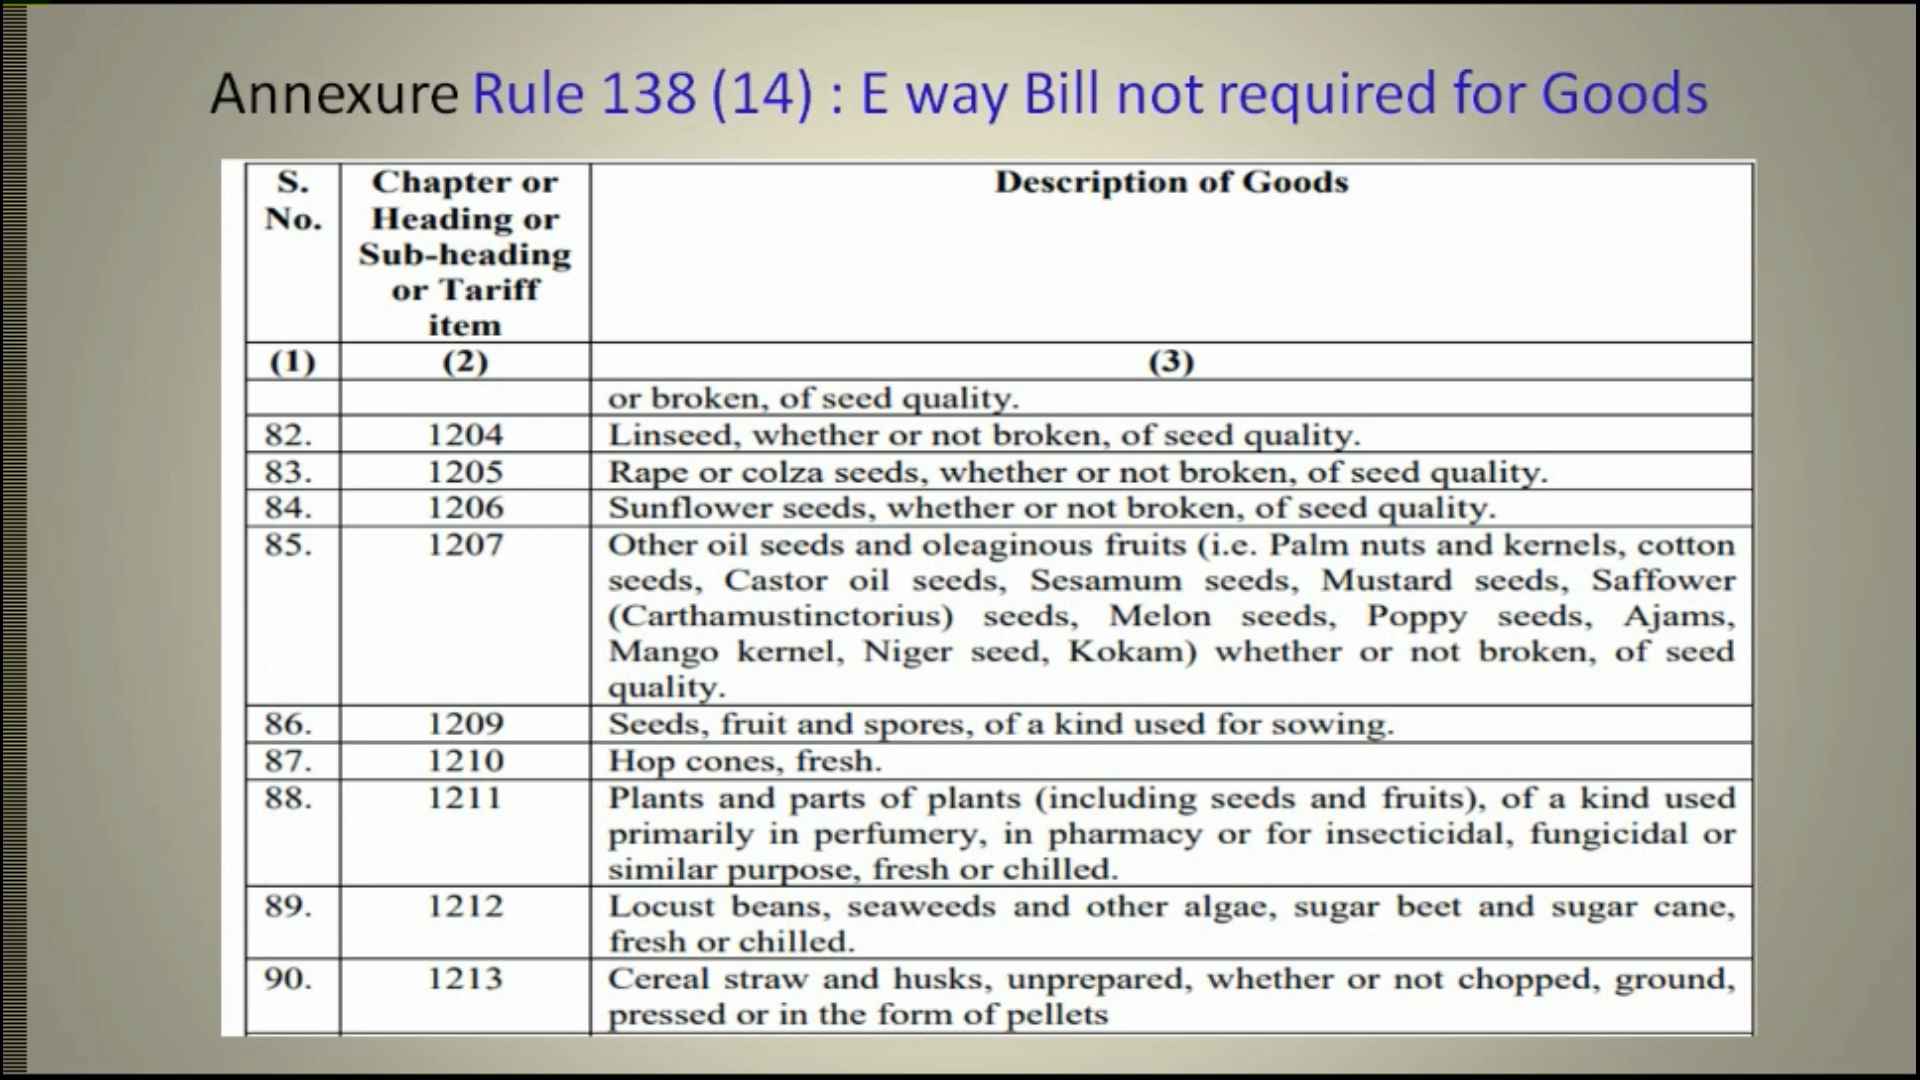 Annexure Rule 138 (14) : E way Bill not required for Goods
S. No. Chapter or Heading or Sub-heading or Tariff item Description of Goods
(1) (2) (3)
or broken, of seed quality.
82. 1204 Linseed, whether or not broken, of seed quality.
83. 1205 Rape or colza seeds, whether or not broken, of seed quality.
84. 1206 Sunflower seeds, whether or not broken, of seed quality.
85. 1207 Other oil seeds and oleaginous fruits (i.e. Palm nuts and kernels, cotton
seeds, Castor oil seeds, Sesamum seeds, Mustard seeds, Saffower
(Carthamustinctorius) seeds, Melon seeds, Poppy seeds, Ajams,
Mango kernel, Niger seed, Kokam) whether or not broken, of seed
quality.
86. 1209 Seeds, fruit and spores, of a kind used for sowing.
87. 1210 Hop cones, fresh.
88. 1211 Plants and parts of plants (including seeds and fruits), of a kind used
primarily in perfumery, in pharmacy or for insecticidal, fungicidal or
similar purpose, fresh or chilled.
89. 1212 Locust beans, seaweeds and other algae, sugar beet and sugar cane,
fresh or chilled.
90. 1213 Cereal straw and husks, unprepared, whether or not chopped, ground,
pressed or in the form of pellets